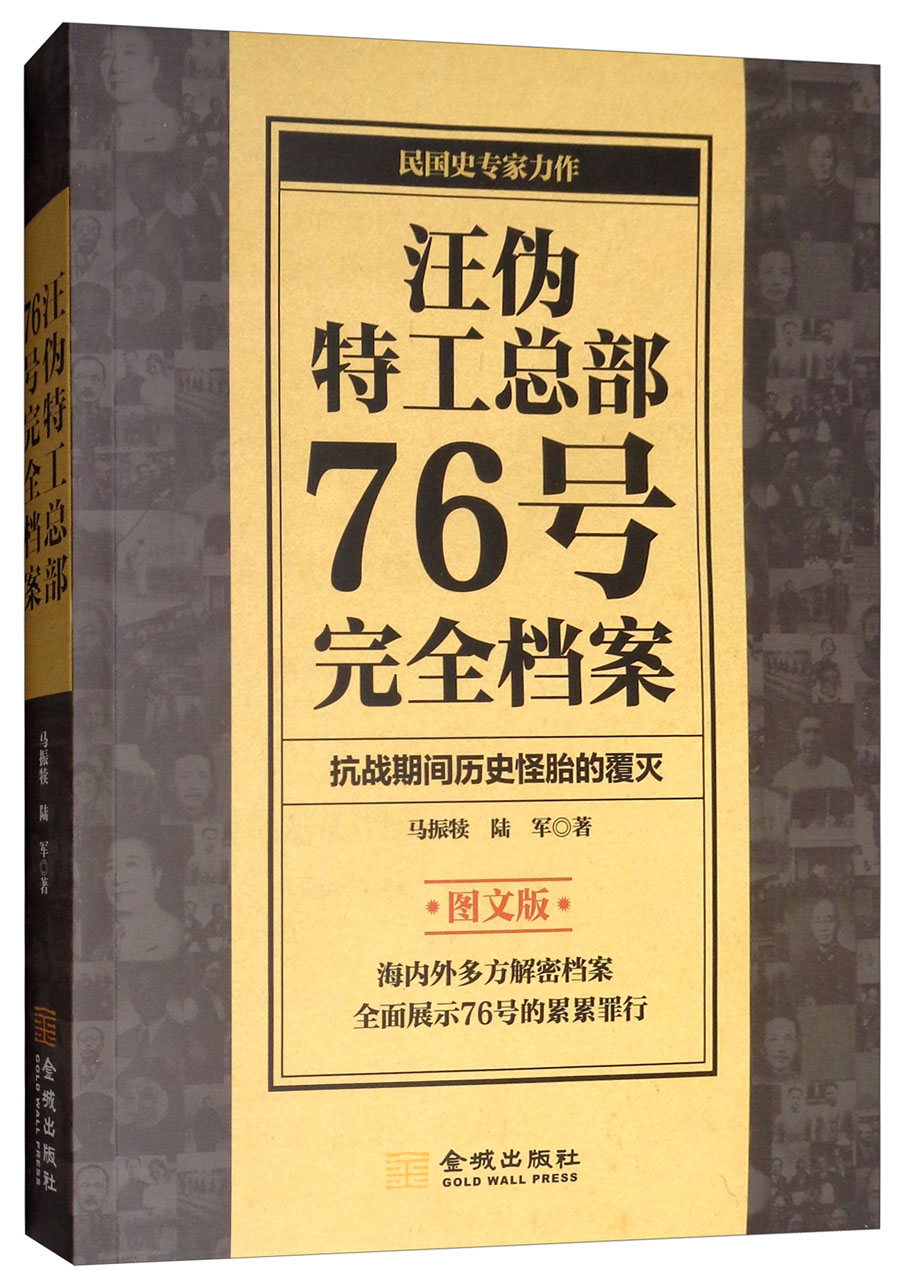 民国史专家力作
汪伪
特工总部
76号
完全档案
抗战期间历史怪胎的覆灭
马振犊 陆 军◎著
图文版
海内外多方解密档案
全面展示76号的累累罪行
金城出版社
GOLD WALL PRESS
汪伪特工总部
76号完全档案
马振犊 陆 军◎著
金城出版社
GOLD WALL PRESS